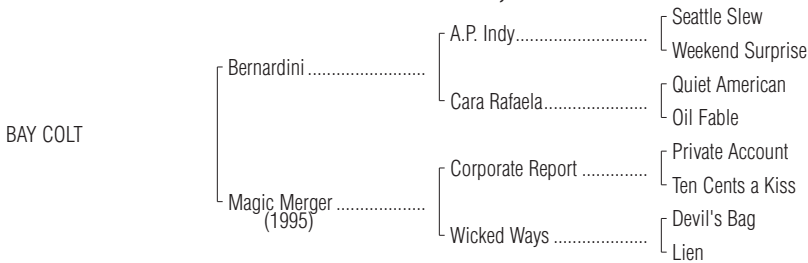 Seattle Slew
A.P. Indy..............................
Weekend Surprise
Bernardini ..........................
Quiet American
Cara Rafaela........................
Oil Fable
BAY COLT
Private Account
Corporate Report ...............
Ten Cents a Kiss
Magic Merger ....................
(1995)
Devil's Bag
Wicked Ways .....................
Lien